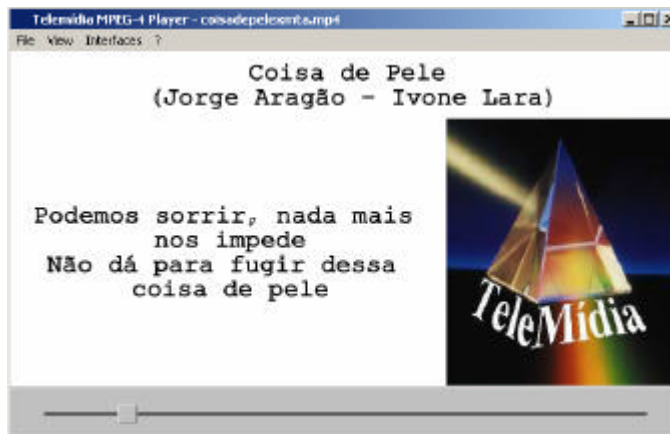 Telemídia MPEG-4 Player - coisadepelexmta.mp4
File View Interfaces ?
Coisa de Pele
(Jorge Aragão - Ivone Lara)
Podemos sorrir, nada mais
nos impede
Não dá para fugir dessa
coisa de pele
TeleMídia